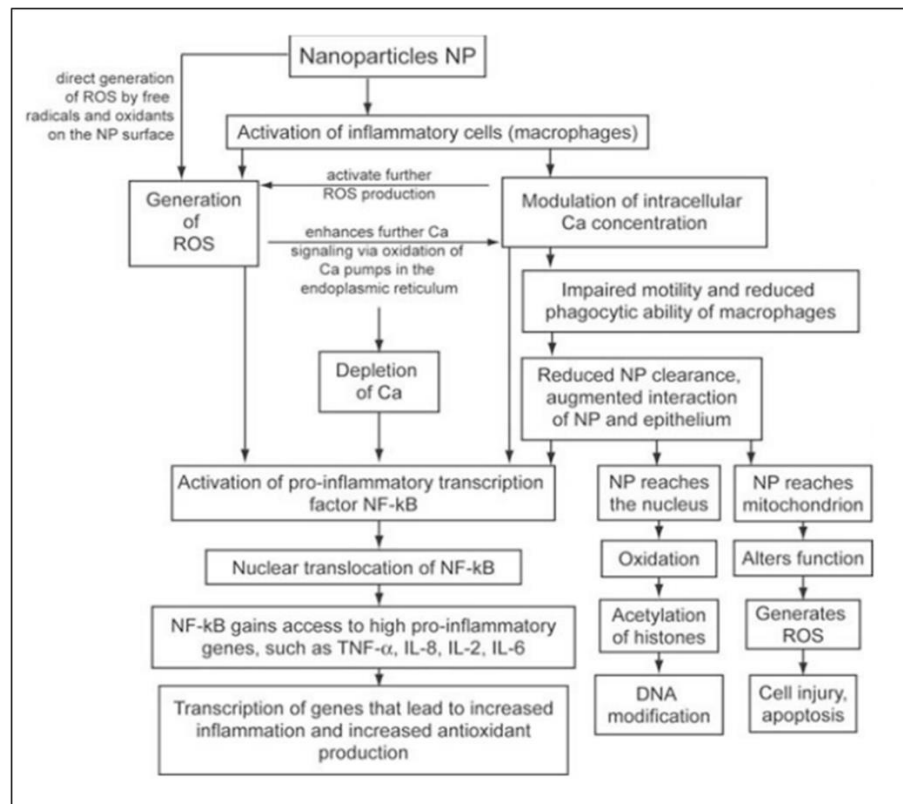 Nanoparticles NP
direct generation
of ROS by free
radicals and oxidants
on the NP surface
Activation of inflammatory cells (macrophages)
activate further
ROS production
Generation
of
ROS
Modulation of intracellular
Ca concentration
enhances further Ca
signaling via oxidation of
Ca pumps in the
endoplasmic reticulum
Impaired motility and reduced
phagocytic ability of macrophages
Depletion
of Ca
Reduced NP clearance,
augmented interaction
of NP and epithelium
Activation of pro-inflammatory transcription
factor NF-kB
NP reaches
the nucleus
NP reaches
mitochondrion
Nuclear translocation of NF-kB
Oxidation
Alters function
NF-kB gains access to high pro-inflammatory
genes, such as TNF-α, IL-8, IL-2, IL-6
Acetylation
of histones
Generates
ROS
Transcription of genes that lead to increased
inflammation and increased antioxidant
production
DNA
modification
Cell injury,
apoptosis